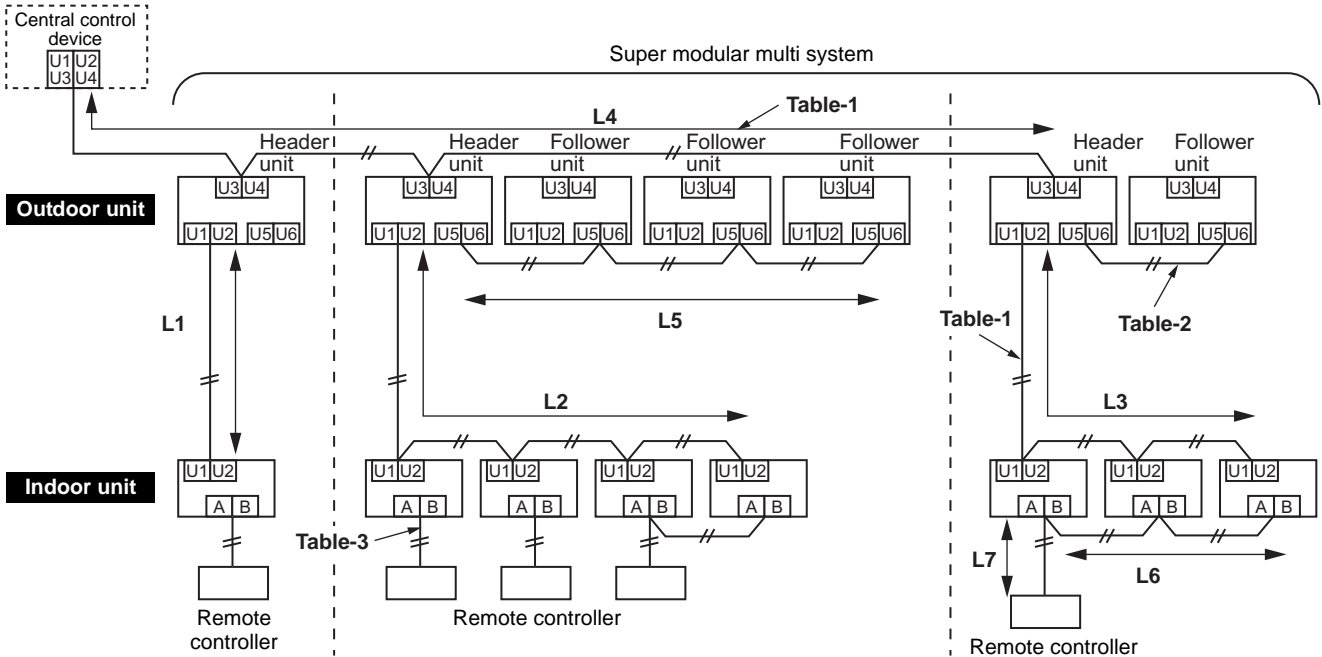 Central control
device
U1 U2
U3 U4
Super modular multi system
L4
Table-1
Header
unit
Header
unit
Follower
unit
Follower
unit
Follower
unit
Header
unit
Follower
unit
U3 U4
U3 U4
U3 U4
U3 U4
U3 U4
U3 U4
U3 U4
Outdoor unit
U1 U2 U5 U6
U1 U2 U5 U6
U1 U2 U5 U6
U1 U2 U5 U6
U1 U2 U5 U6
U1 U2 U5 U6
U1 U2 U5 U6
L1
L5
Table-1
Table-2
L2
L3
Indoor unit
U1 U2
U1 U2
U1 U2
U1 U2
U1 U2
U1 U2
U1 U2
U1 U2
A B
A B
A B
A B
A B
A B
A B
A B
Table-3
L7
L6
Remote
controller
Remote controller
Remote controller